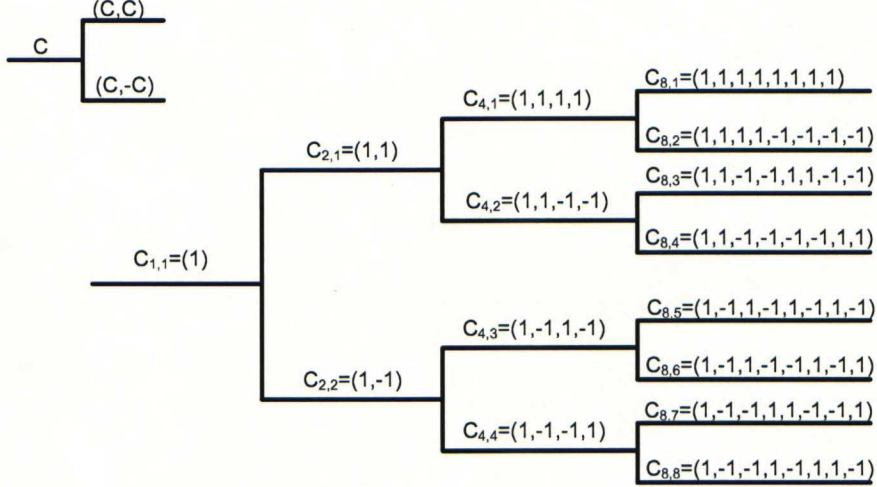 (C,C)
C
(C,-C)
C8,1=(1,1,1,1,1,1,1,1)
C4,1=(1,1,1,1)
C8,2=(1,1,1,1,-1,-1,-1,-1)
C2,1=(1,1)
C8,3=(1,1,-1,-1,1,1,-1,-1)
C4,2=(1,1,-1,-1)
C8,4=(1,1,-1,-1,-1,-1,1,1)
C1,1=(1)
C8,5=(1,-1,1,-1,1,-1,1,-1)
C4,3=(1,-1,1,-1)
C8,6=(1,-1,1,-1,-1,1,-1,1)
C2,2=(1,-1)
C8,7=(1,-1,-1,1,1,-1,-1,1)
C4,4=(1,-1,-1,1)
C8,8=(1,-1,-1,1,-1,1,1,-1)